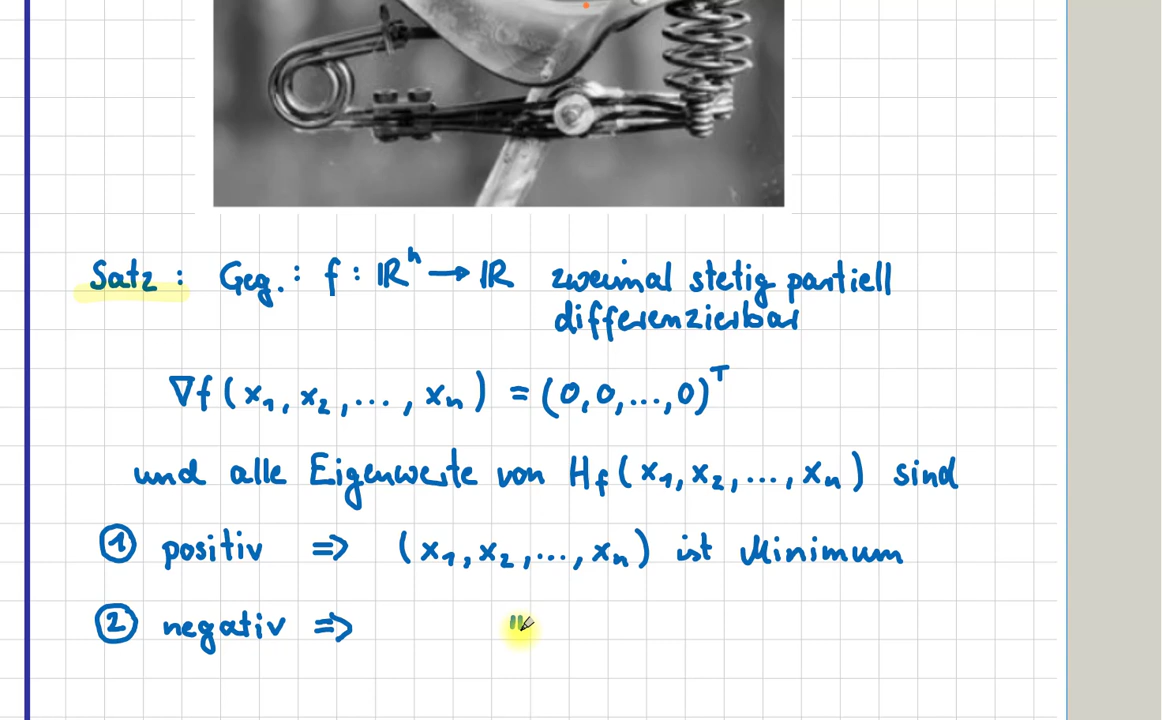 Satz: Geg.: f: ℝⁿ → ℝ zweimal stetig partiell
differenzierbar
∇f(x₁, x₂, ..., xₙ) = (0, 0, ..., 0)ᵀ
und alle Eigenwerte von H_f(x₁, x₂, ..., xₙ) sind
① positiv ⇒ (x₁, x₂, ..., xₙ) ist Minimum
② negativ ⇒ "